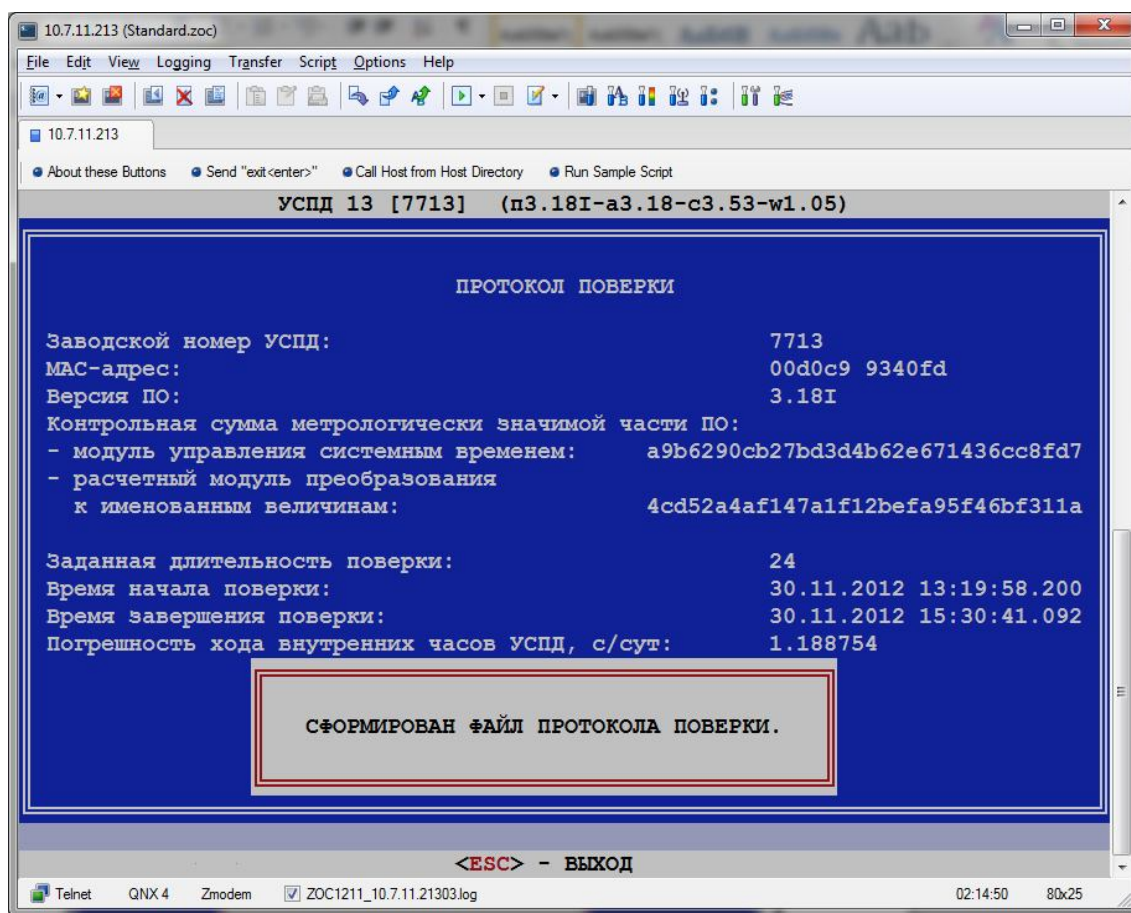 10.7.11.213 (Standard.zoc)
File Edit View Logging Transfer Script Options Help
10.7.11.213
About these Buttons Send "exit<enter>" Call Host from Host Directory Run Sample Script
УСПД 13 [7713] (п3.18I-а3.18-с3.53-w1.05)
ПРОТОКОЛ ПОВЕРКИ
Заводской номер УСПД: 7713
МАС-адрес: 00d0c9 9340fd
Версия ПО: 3.18I
Контрольная сумма метрологически значимой части ПО:
- модуль управления системным временем: a9b6290cb27bd3d4b62e671436cc8fd7
- расчетный модуль преобразования
к именованным величинам: 4cd52a4af147a1f12befa95f46bf311a
Заданная длительность поверки: 24
Время начала поверки: 30.11.2012 13:19:58.200
Время завершения поверки: 30.11.2012 15:30:41.092
Погрешность хода внутренних часов УСПД, с/сут: 1.188754
СФОРМИРОВАН ФАЙЛ ПРОТОКОЛА ПОВЕРКИ.
<ESC> - ВЫХОД
Telnet QNX 4 Zmodem ZOC1211_10.7.11.21303.log 02:14:50 80x25